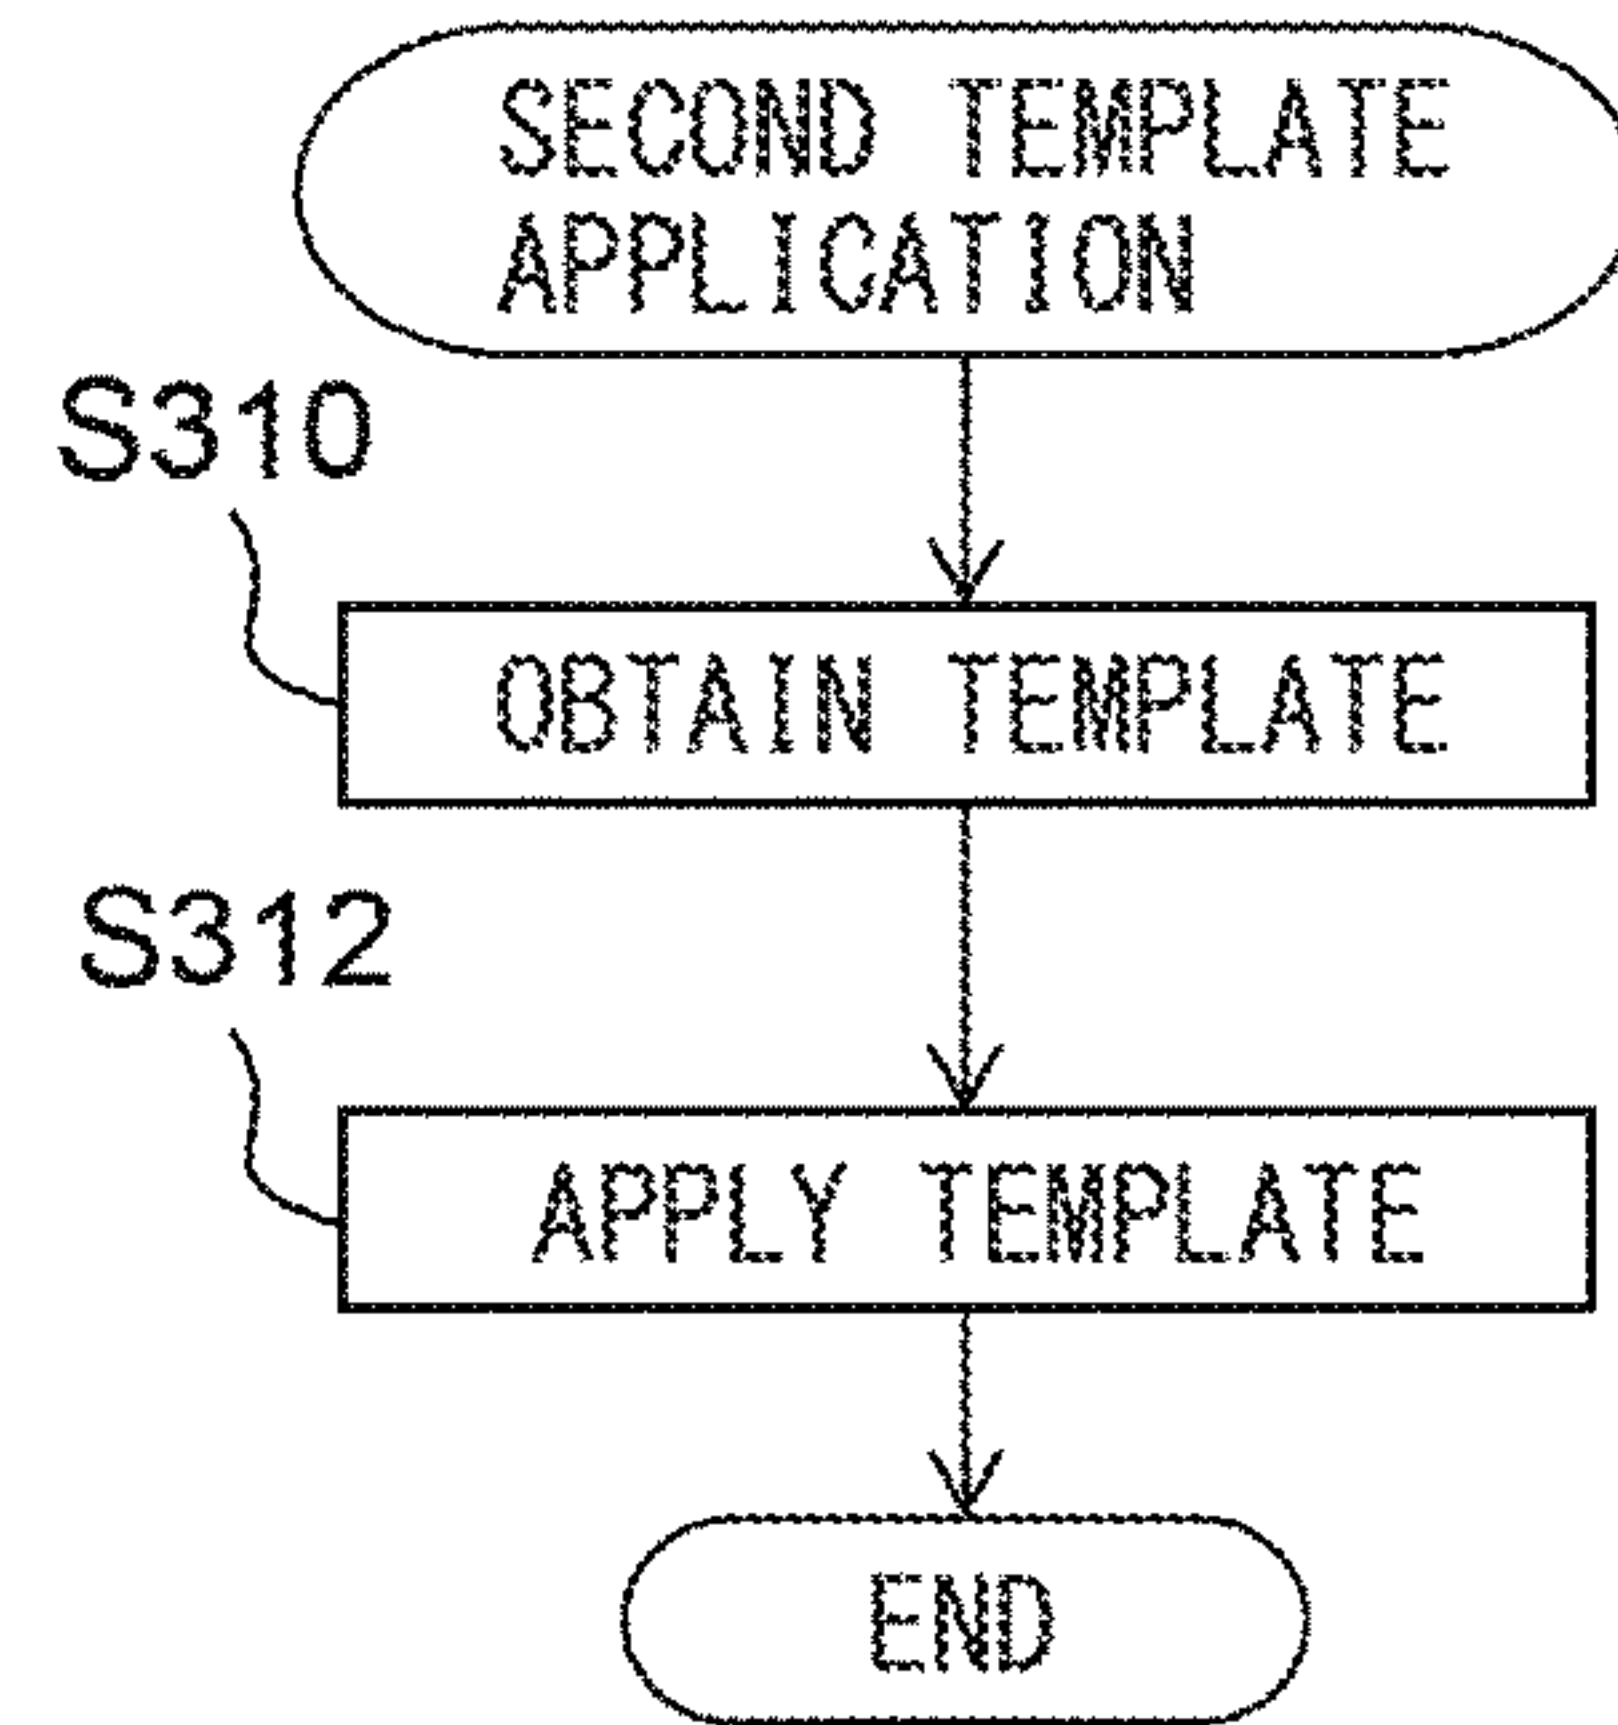 SECOND TEMPLATE
APPLICATION
S310
OBTAIN TEMPLATE
S312
APPLY TEMPLATE
END